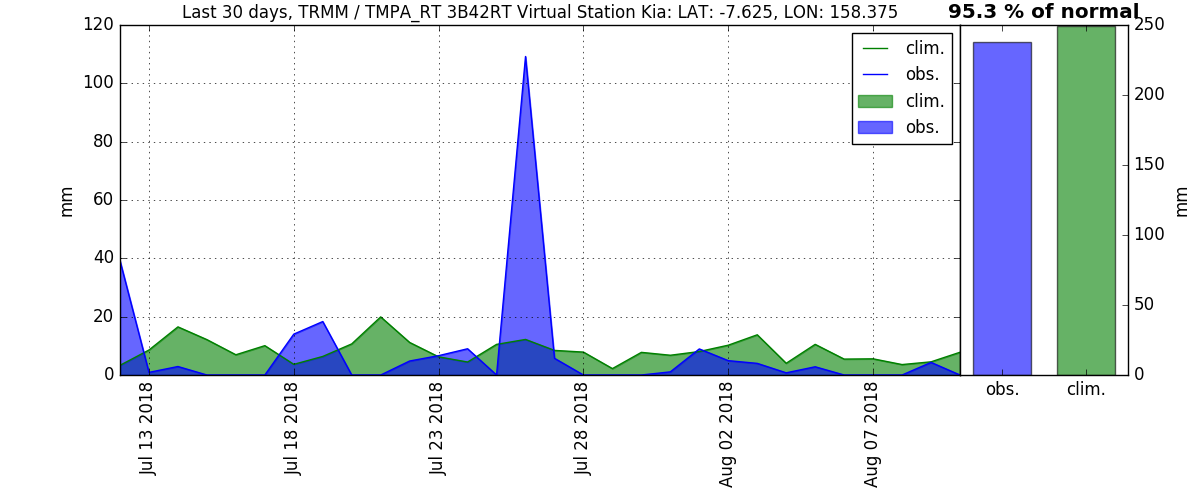 Last 30 days, TRMM / TMPA_RT 3B42RT Virtual Station Kia: LAT: -7.625, LON: 158.375
95.3 % of normal
120
100
80
60
40
20
0
mm
clim.
obs.
clim.
obs.
Jul 13 2018
Jul 18 2018
Jul 23 2018
Jul 28 2018
Aug 02 2018
Aug 07 2018
250
200
150
100
50
0
mm
obs.
clim.